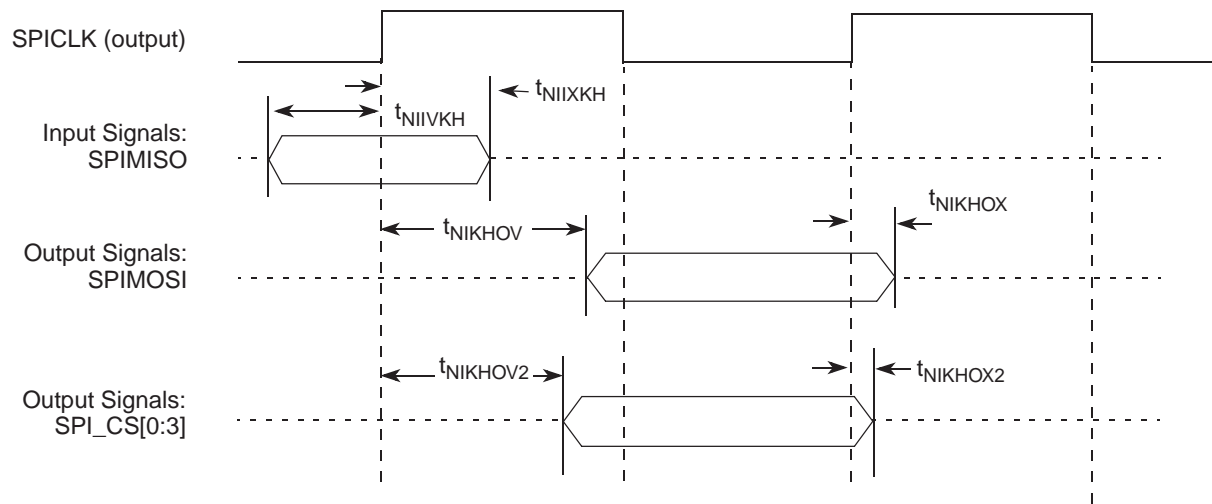 SPICLK (output)
tNIIXKH
tNIIVKH
Input Signals:
SPIMISO
tNIKHOX
tNIKHOV
Output Signals:
SPIMOSI
tNIKHOV2
tNIKHOX2
Output Signals:
SPI_CS[0:3]